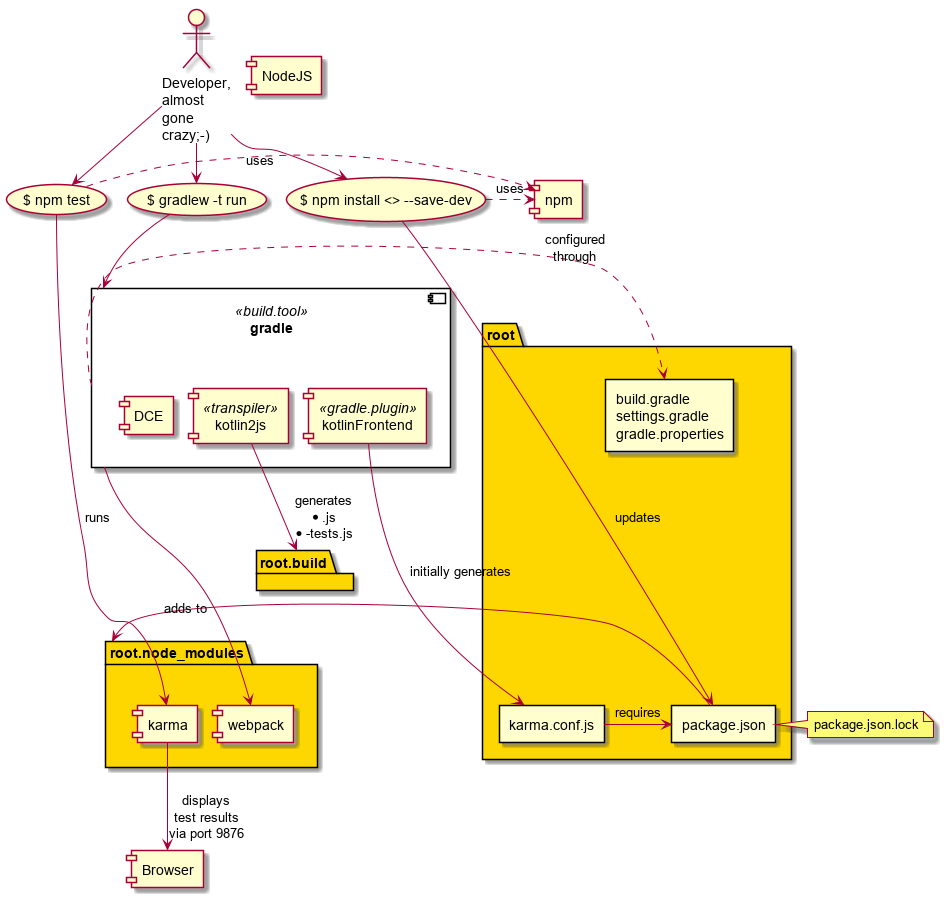 Developer,
almost
gone
crazy;-)
NodeJS
uses
$ npm test
$ gradlew -t run
$ npm install <> --save-dev
uses
npm
configured
through
«build.tool»
gradle
root
build.gradle
settings.gradle
gradle.properties
DCE
«transpiler»
kotlin2js
«gradle.plugin»
kotlinFrontend
generates
• .js
• -tests.js
runs
updates
root.build
initially generates
adds to
root.node_modules
karma
webpack
karma.conf.js
requires
package.json
package.json.lock
displays
test results
via port 9876
Browser